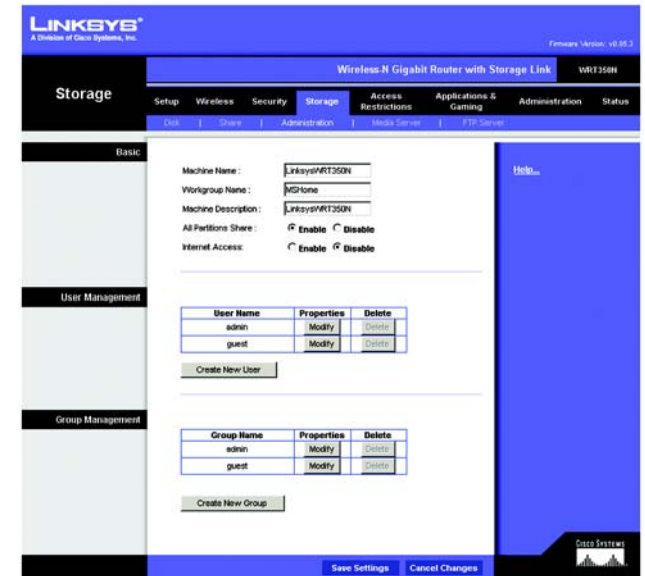 LINKSYS®
A Division of Cisco Systems, Inc.
Firmware Version: v0.05.3
Wireless-N Gigabit Router with Storage Link WRT350N
Storage
Setup Wireless Security Storage Access Restrictions Applications & Gaming Administration Status
Disk | Share | Administration | Media Server | FTP Server
Basic
Help...
Machine Name : LinksysWRT350N
Workgroup Name : MSHome
Machine Description : LinksysWRT350N
All Partitions Share : Enable Disable
Internet Access: Enable Disable
User Management
User Name Properties Delete
admin Modify Delete
guest Modify Delete
Create New User
Group Management
Group Name Properties Delete
admin Modify Delete
guest Modify Delete
Create New Group
Cisco Systems
Save Settings Cancel Changes